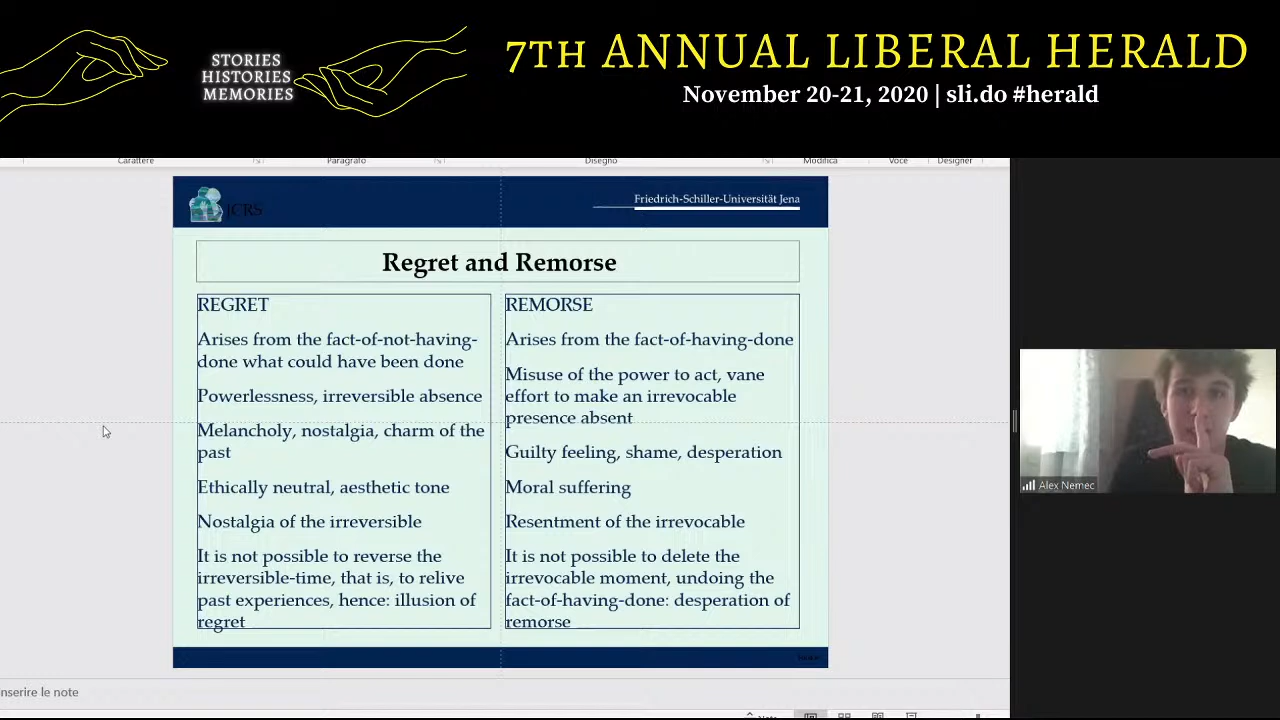 STORIES
HISTORIES
MEMORIES
7TH ANNUAL LIBERAL HERALD
November 20-21, 2020 | sli.do #herald
Carattere
Paragrafo
Disegno
Modifica
Voce
Designer
JCRS
Friedrich-Schiller-Universität Jena
Regret and Remorse
REGRET
Arises from the fact-of-not-having-
done what could have been done
Powerlessness, irreversible absence
Melancholy, nostalgia, charm of the
past
Ethically neutral, aesthetic tone
Nostalgia of the irreversible
It is not possible to reverse the
irreversible-time, that is, to relive
past experiences, hence: illusion of
regret
REMORSE
Arises from the fact-of-having-done
Misuse of the power to act, vane
effort to make an irrevocable
presence absent
Guilty feeling, shame, desperation
Moral suffering
Resentment of the irrevocable
It is not possible to delete the
irrevocable moment, undoing the
fact-of-having-done: desperation of
remorse
Alex Nemec
nserire le note